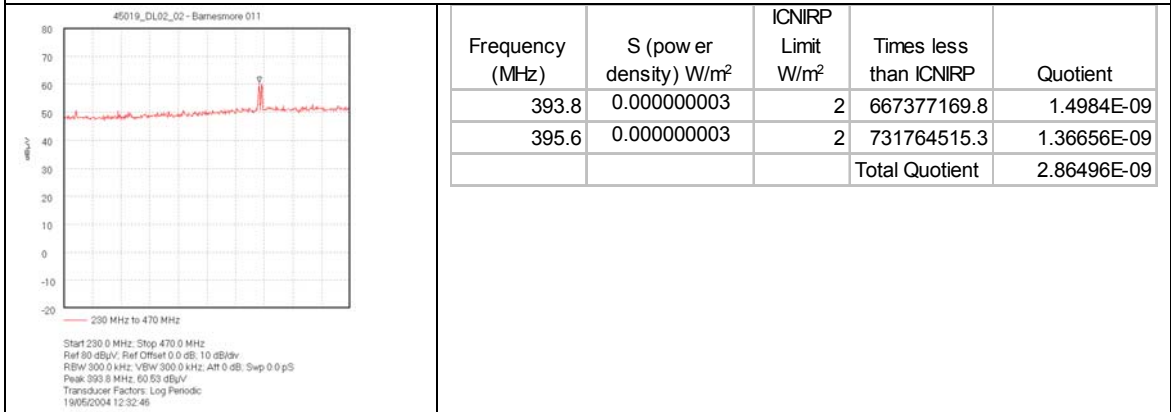 45019_DL02_02 - Barnesmore 011
80
70
60
50
40
30
20
10
0
-10
-20
dBµV
230 MHz to 470 MHz
Start 230.0 MHz; Stop 470.0 MHz
Ref 80 dBµV; Ref Offset 0.0 dB; 10 dB/div
RBW 300.0 kHz; VBW 300.0 kHz; Att 0 dB; Swp 0.0 pS
Peak 393.8 MHz, 60.53 dBµV
Transducer Factors: Log Periodic
19/05/2004 12:32:46
Frequency (MHz) S (pow er density) W/m² ICNIRP Limit W/m² Times less than ICNIRP Quotient
393.8 0.000000003 2 667377169.8 1.4984E-09
395.6 0.000000003 2 731764515.3 1.36656E-09
Total Quotient 2.86496E-09